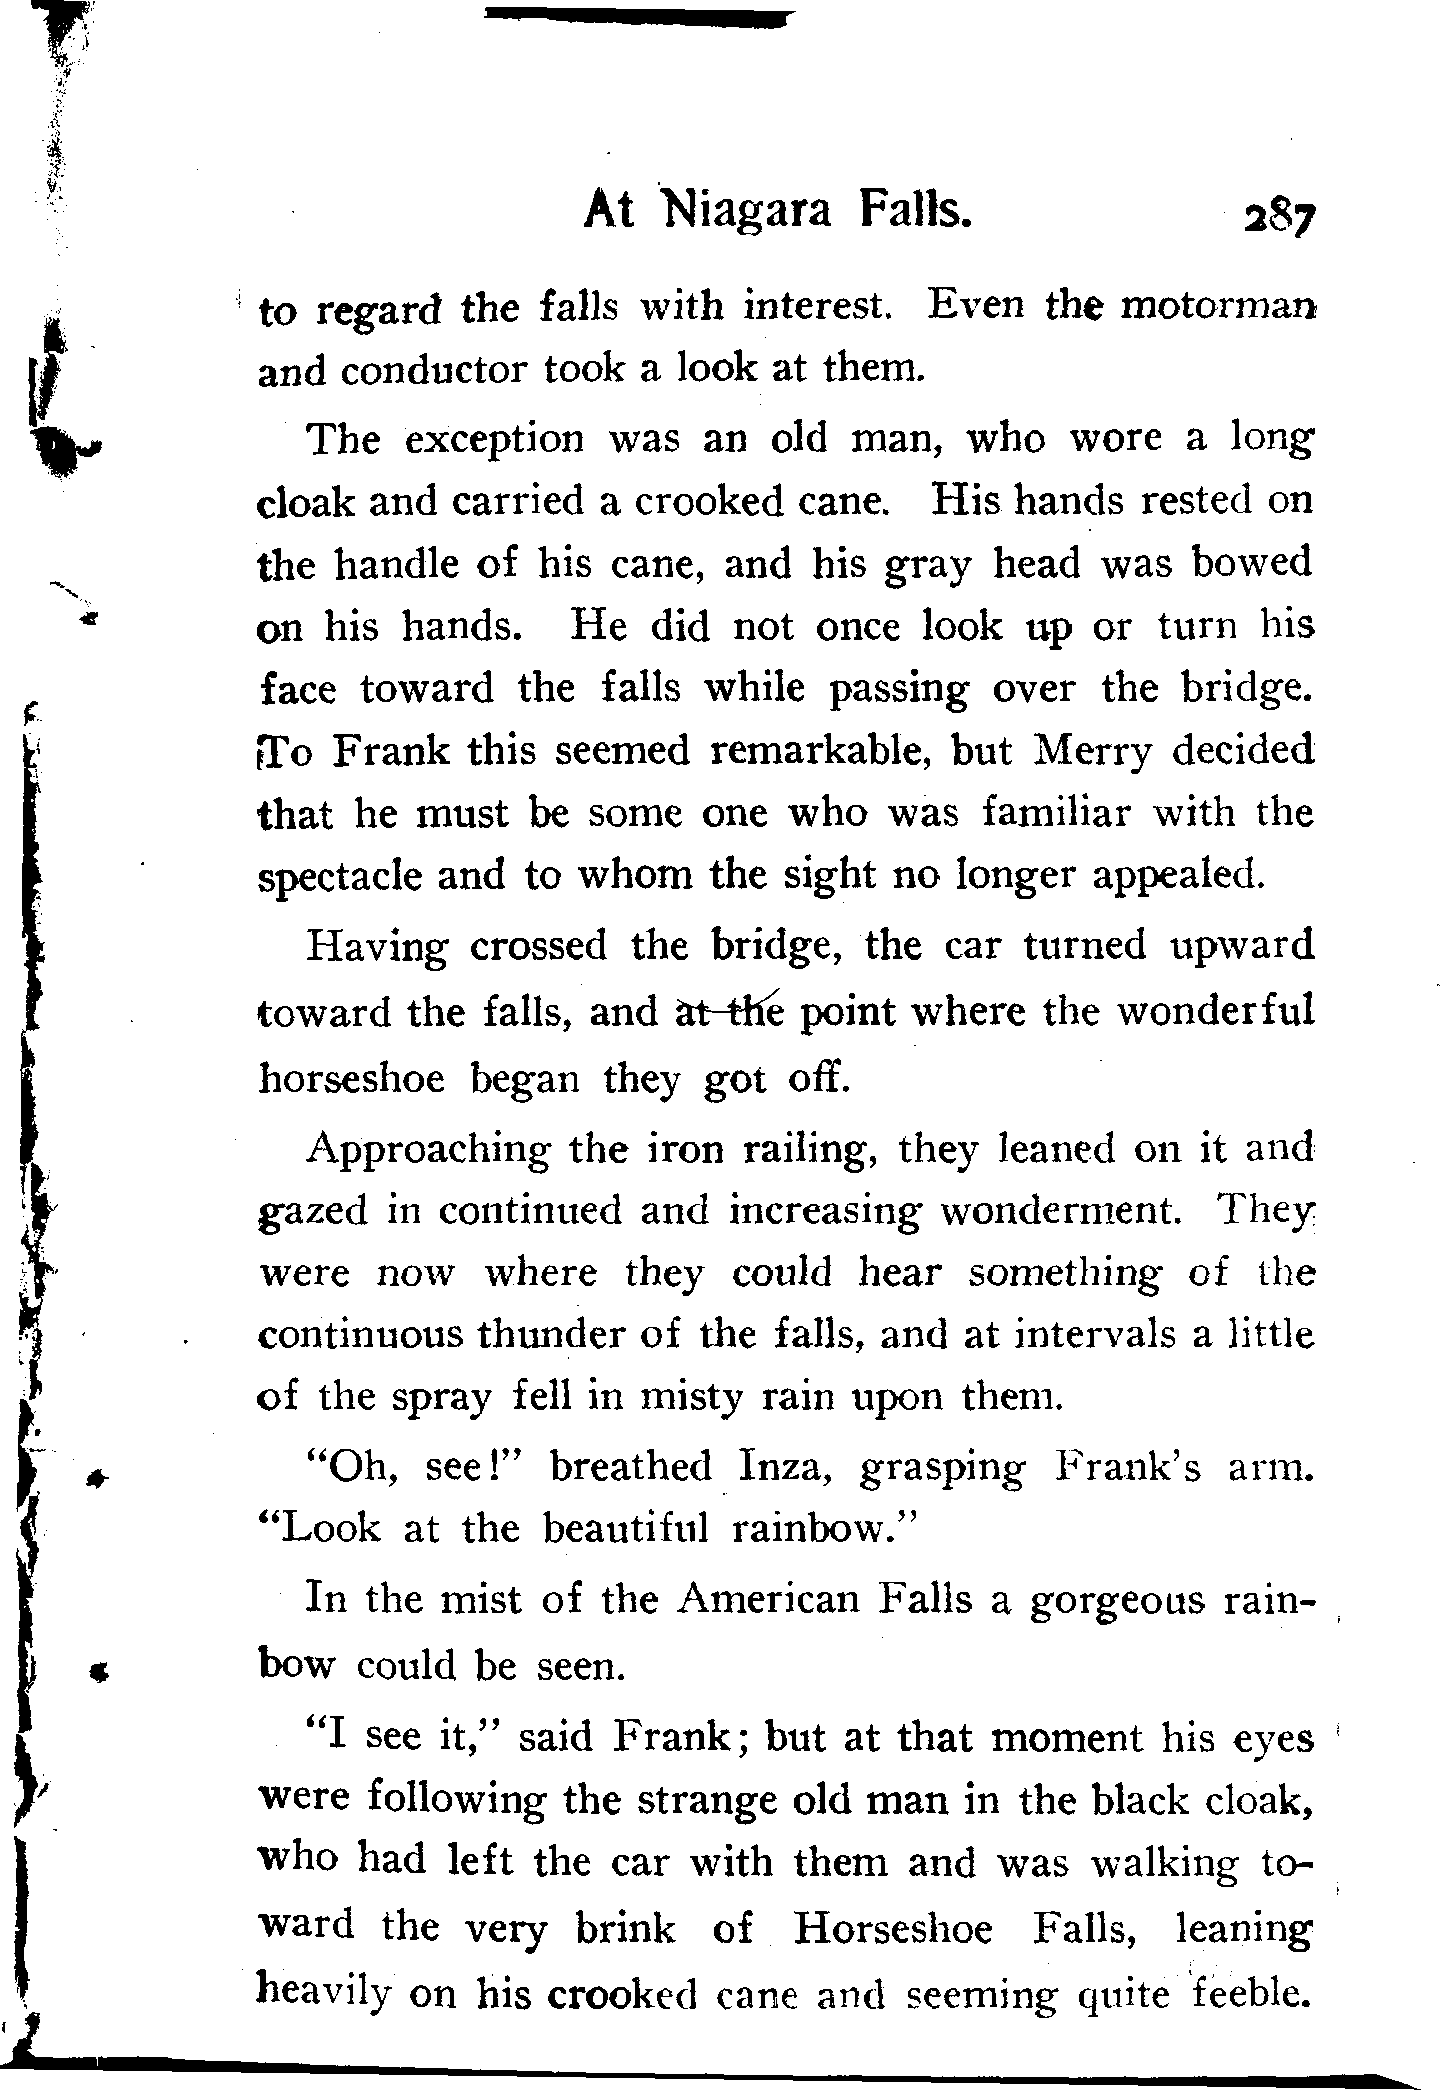 At Niagara Falls. 287
to regard the falls with interest. Even the motorman
and conductor took a look at them.
The exception was an old man, who wore a long
cloak and carried a crooked cane. His hands rested on
the handle of his cane, and his gray head was bowed
on his hands. He did not once look up or turn his
face toward the falls while passing over the bridge.
To Frank this seemed remarkable, but Merry decided
that he must be some one who was familiar with the
spectacle and to whom the sight no longer appealed.
Having crossed the bridge, the car turned upward
toward the falls, and at the point where the wonderful
horseshoe began they got off.
Approaching the iron railing, they leaned on it and
gazed in continued and increasing wonderment. They
were now where they could hear something of the
continuous thunder of the falls, and at intervals a little
of the spray fell in misty rain upon them.
“Oh, see!” breathed Inza, grasping Frank’s arm.
“Look at the beautiful rainbow.”
In the mist of the American Falls a gorgeous rain-
bow could be seen.
“I see it,” said Frank; but at that moment his eyes
were following the strange old man in the black cloak,
who had left the car with them and was walking to-
ward the very brink of Horseshoe Falls, leaning
heavily on his crooked cane and seeming quite feeble.